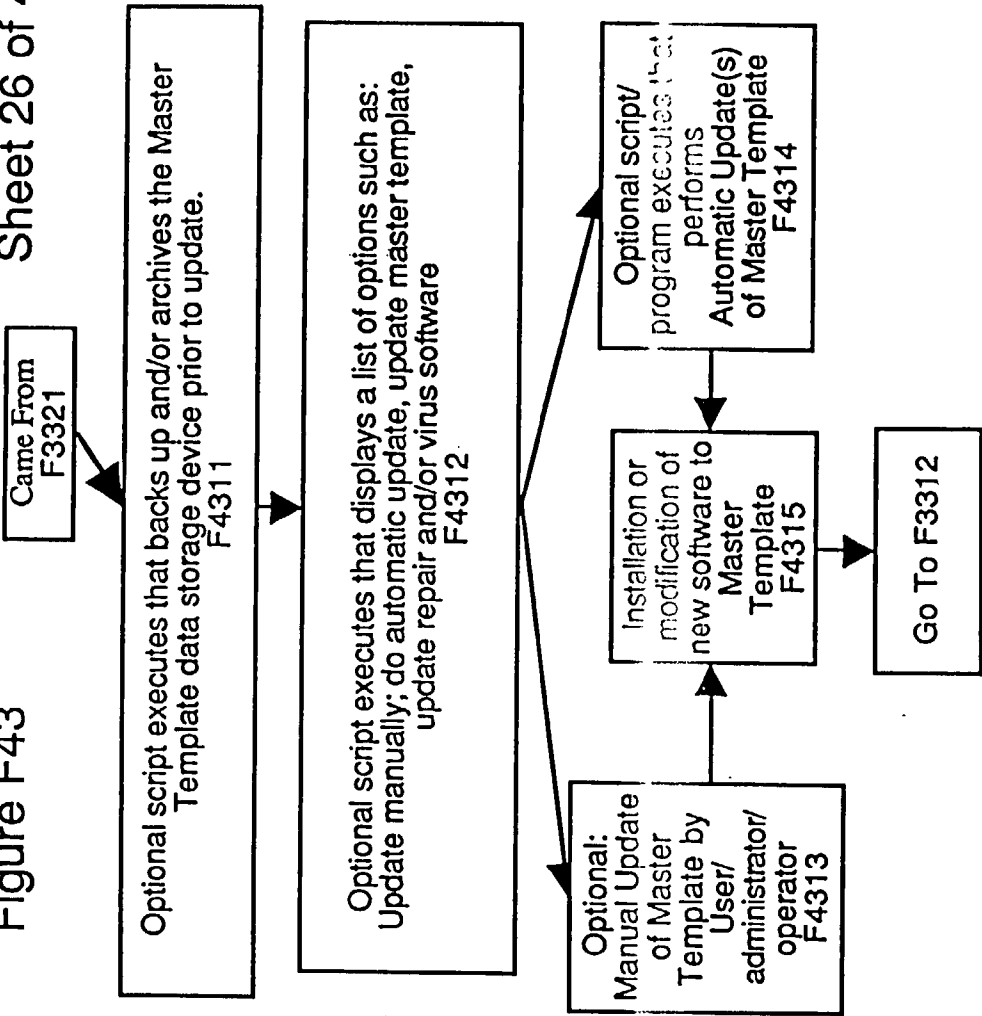 Figure F43
Sheet 26 of 4
Came From
F3321
Optional script executes that backs up and/or archives the Master
Template data storage device prior to update.
F4311
Optional script executes that displays a list of options such as:
Update manually; do automatic update, update master template,
update repair and/or virus software
F4312
Optional:
Manual Update
of Master
Template by
User/
administrator/
operator
F4313
Installation or
modification of
new software to
Master
Template
F4315
Optional script/
program executes that
performs
Automatic Update(s)
of Master Template
F4314
Go To F3312